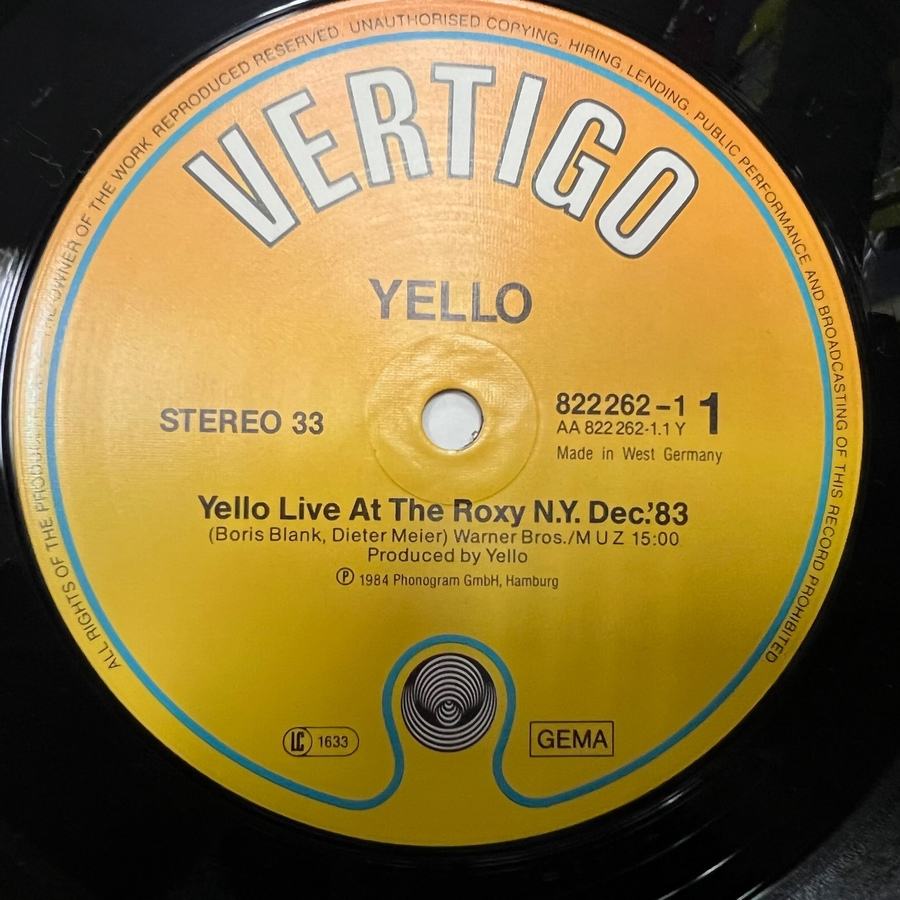 ALL RIGHTS OF THE PRODUCER AND OF THE OWNER OF THE WORK REPRODUCED RESERVED. UNAUTHORISED COPYING, HIRING, LENDING, PUBLIC PERFORMANCE AND BROADCASTING OF THIS RECORD PROHIBITED
VERTIGO
YELLO
STEREO 33
822 262 – 1 1
AA 822 262-1.1 Y
Made in West Germany
Yello Live At The Roxy N.Y. Dec.'83
(Boris Blank, Dieter Meier) Warner Bros./M U Z 15:00
Produced by Yello
℗ 1984 Phonogram GmbH, Hamburg
LC 1633
GEMA